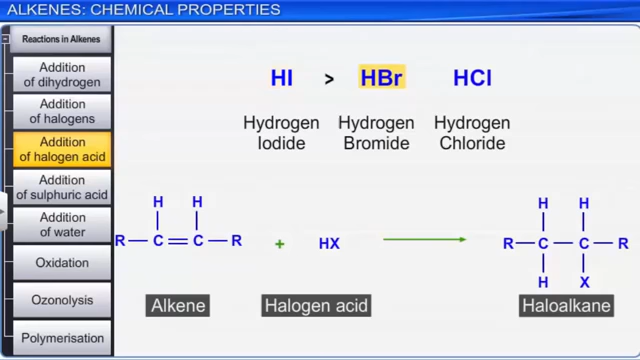 ALKENES: CHEMICAL PROPERTIES
Reactions in Alkenes
Addition
of dihydrogen
Addition
of halogens
Addition
of halogen acid
Addition
of sulphuric acid
Addition
of water
Oxidation
Ozonolysis
Polymerisation
HI > HBr HCl
Hydrogen Hydrogen Hydrogen
Iodide Bromide Chloride
H H
R C C R
+ HX
H H
R C C R
H X
Alkene Halogen acid Haloalkane